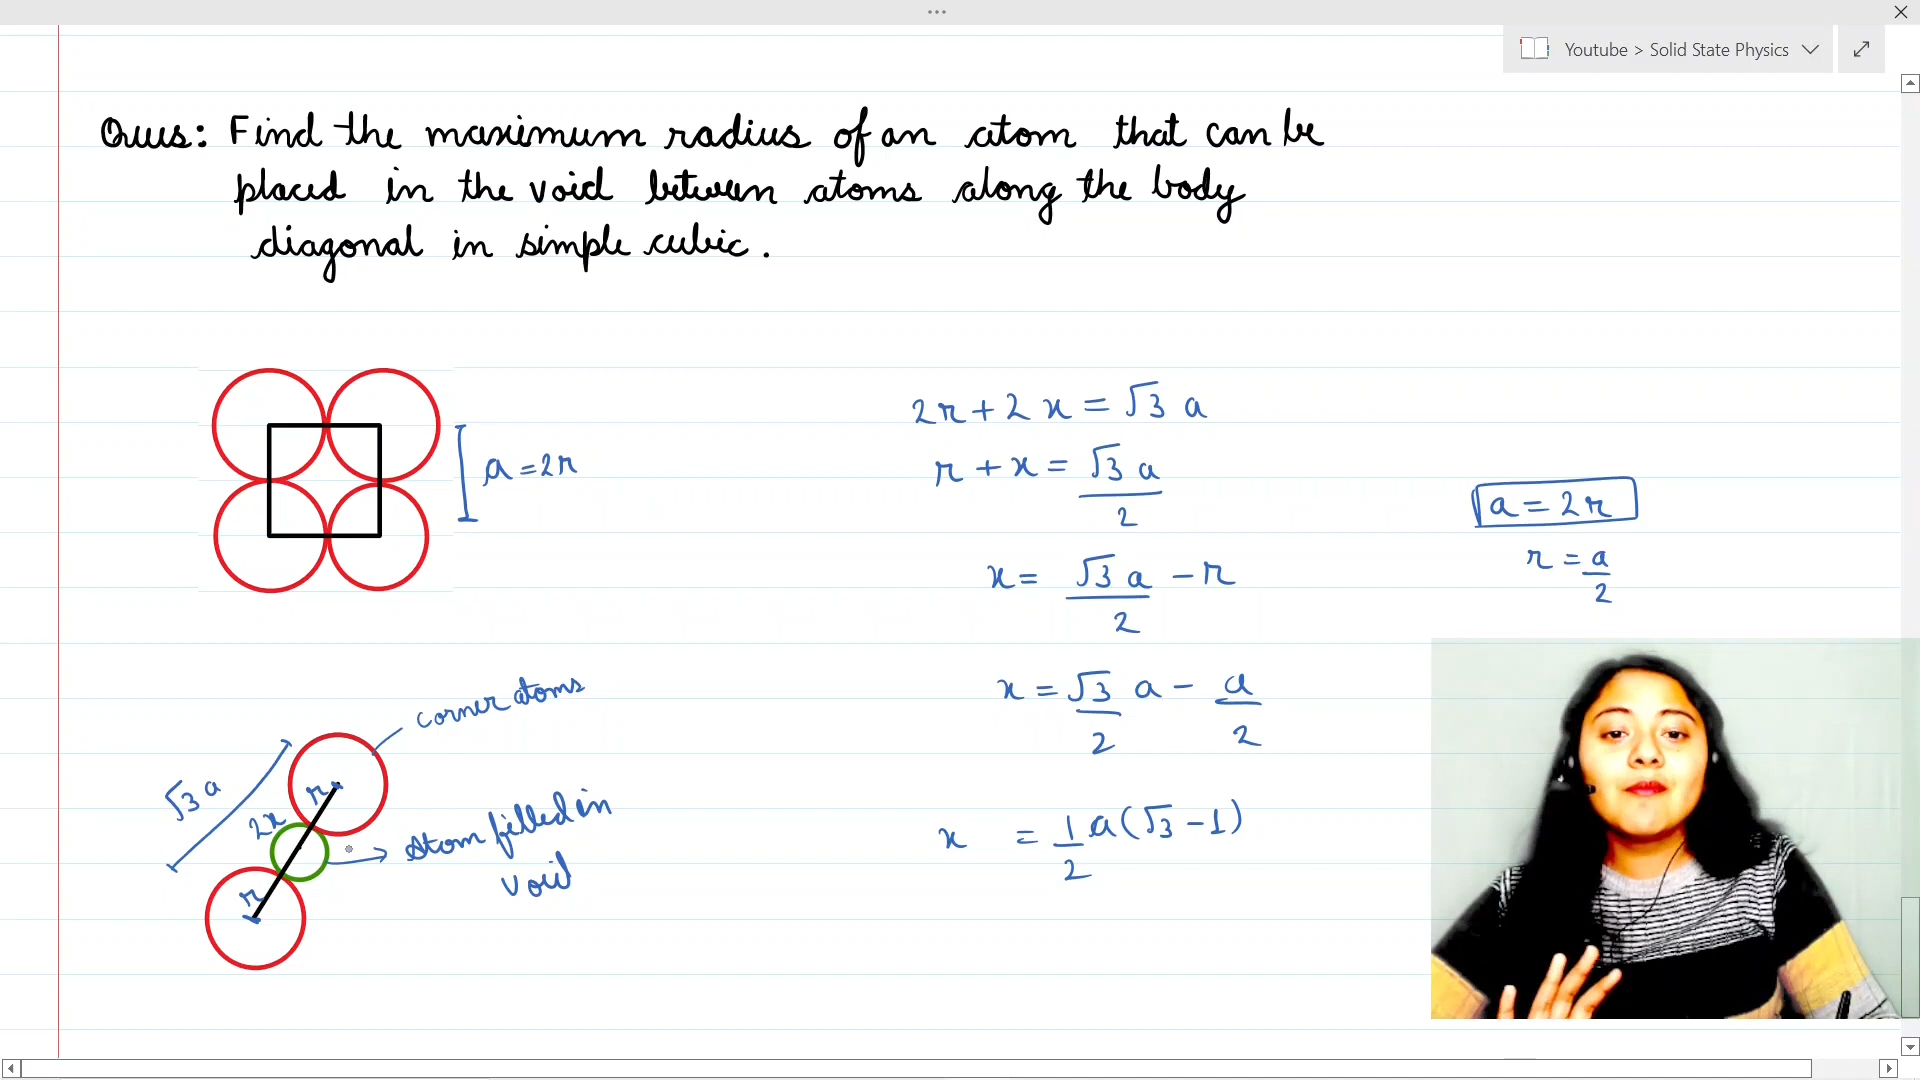 Youtube > Solid State Physics
Ques: Find the maximum radius of an atom that can be
placed in the void between atoms along the body
diagonal in simple cubic.
a = 2r
2r + 2x = √3 a
r + x = √3 a / 2
x = √3 a / 2 - r
a = 2r
r = a / 2
x = √3 / 2 a - a / 2
x = 1 / 2 a (√3 - 1)
corner atoms
√3 a
r
2x
r
Atom filled in
void